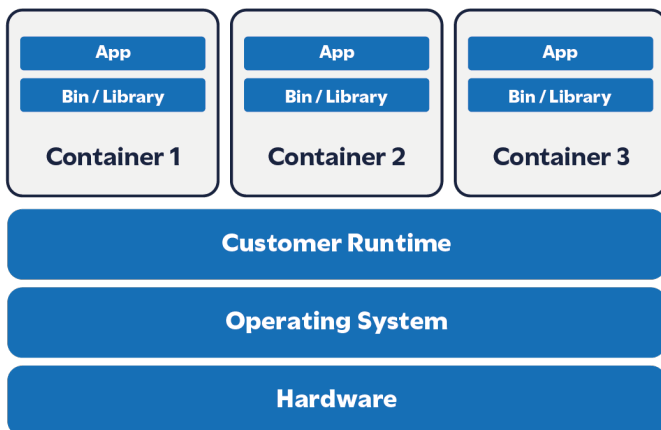 App
Bin / Library
Container 1
App
Bin / Library
Container 2
App
Bin / Library
Container 3
Customer Runtime
Operating System
Hardware